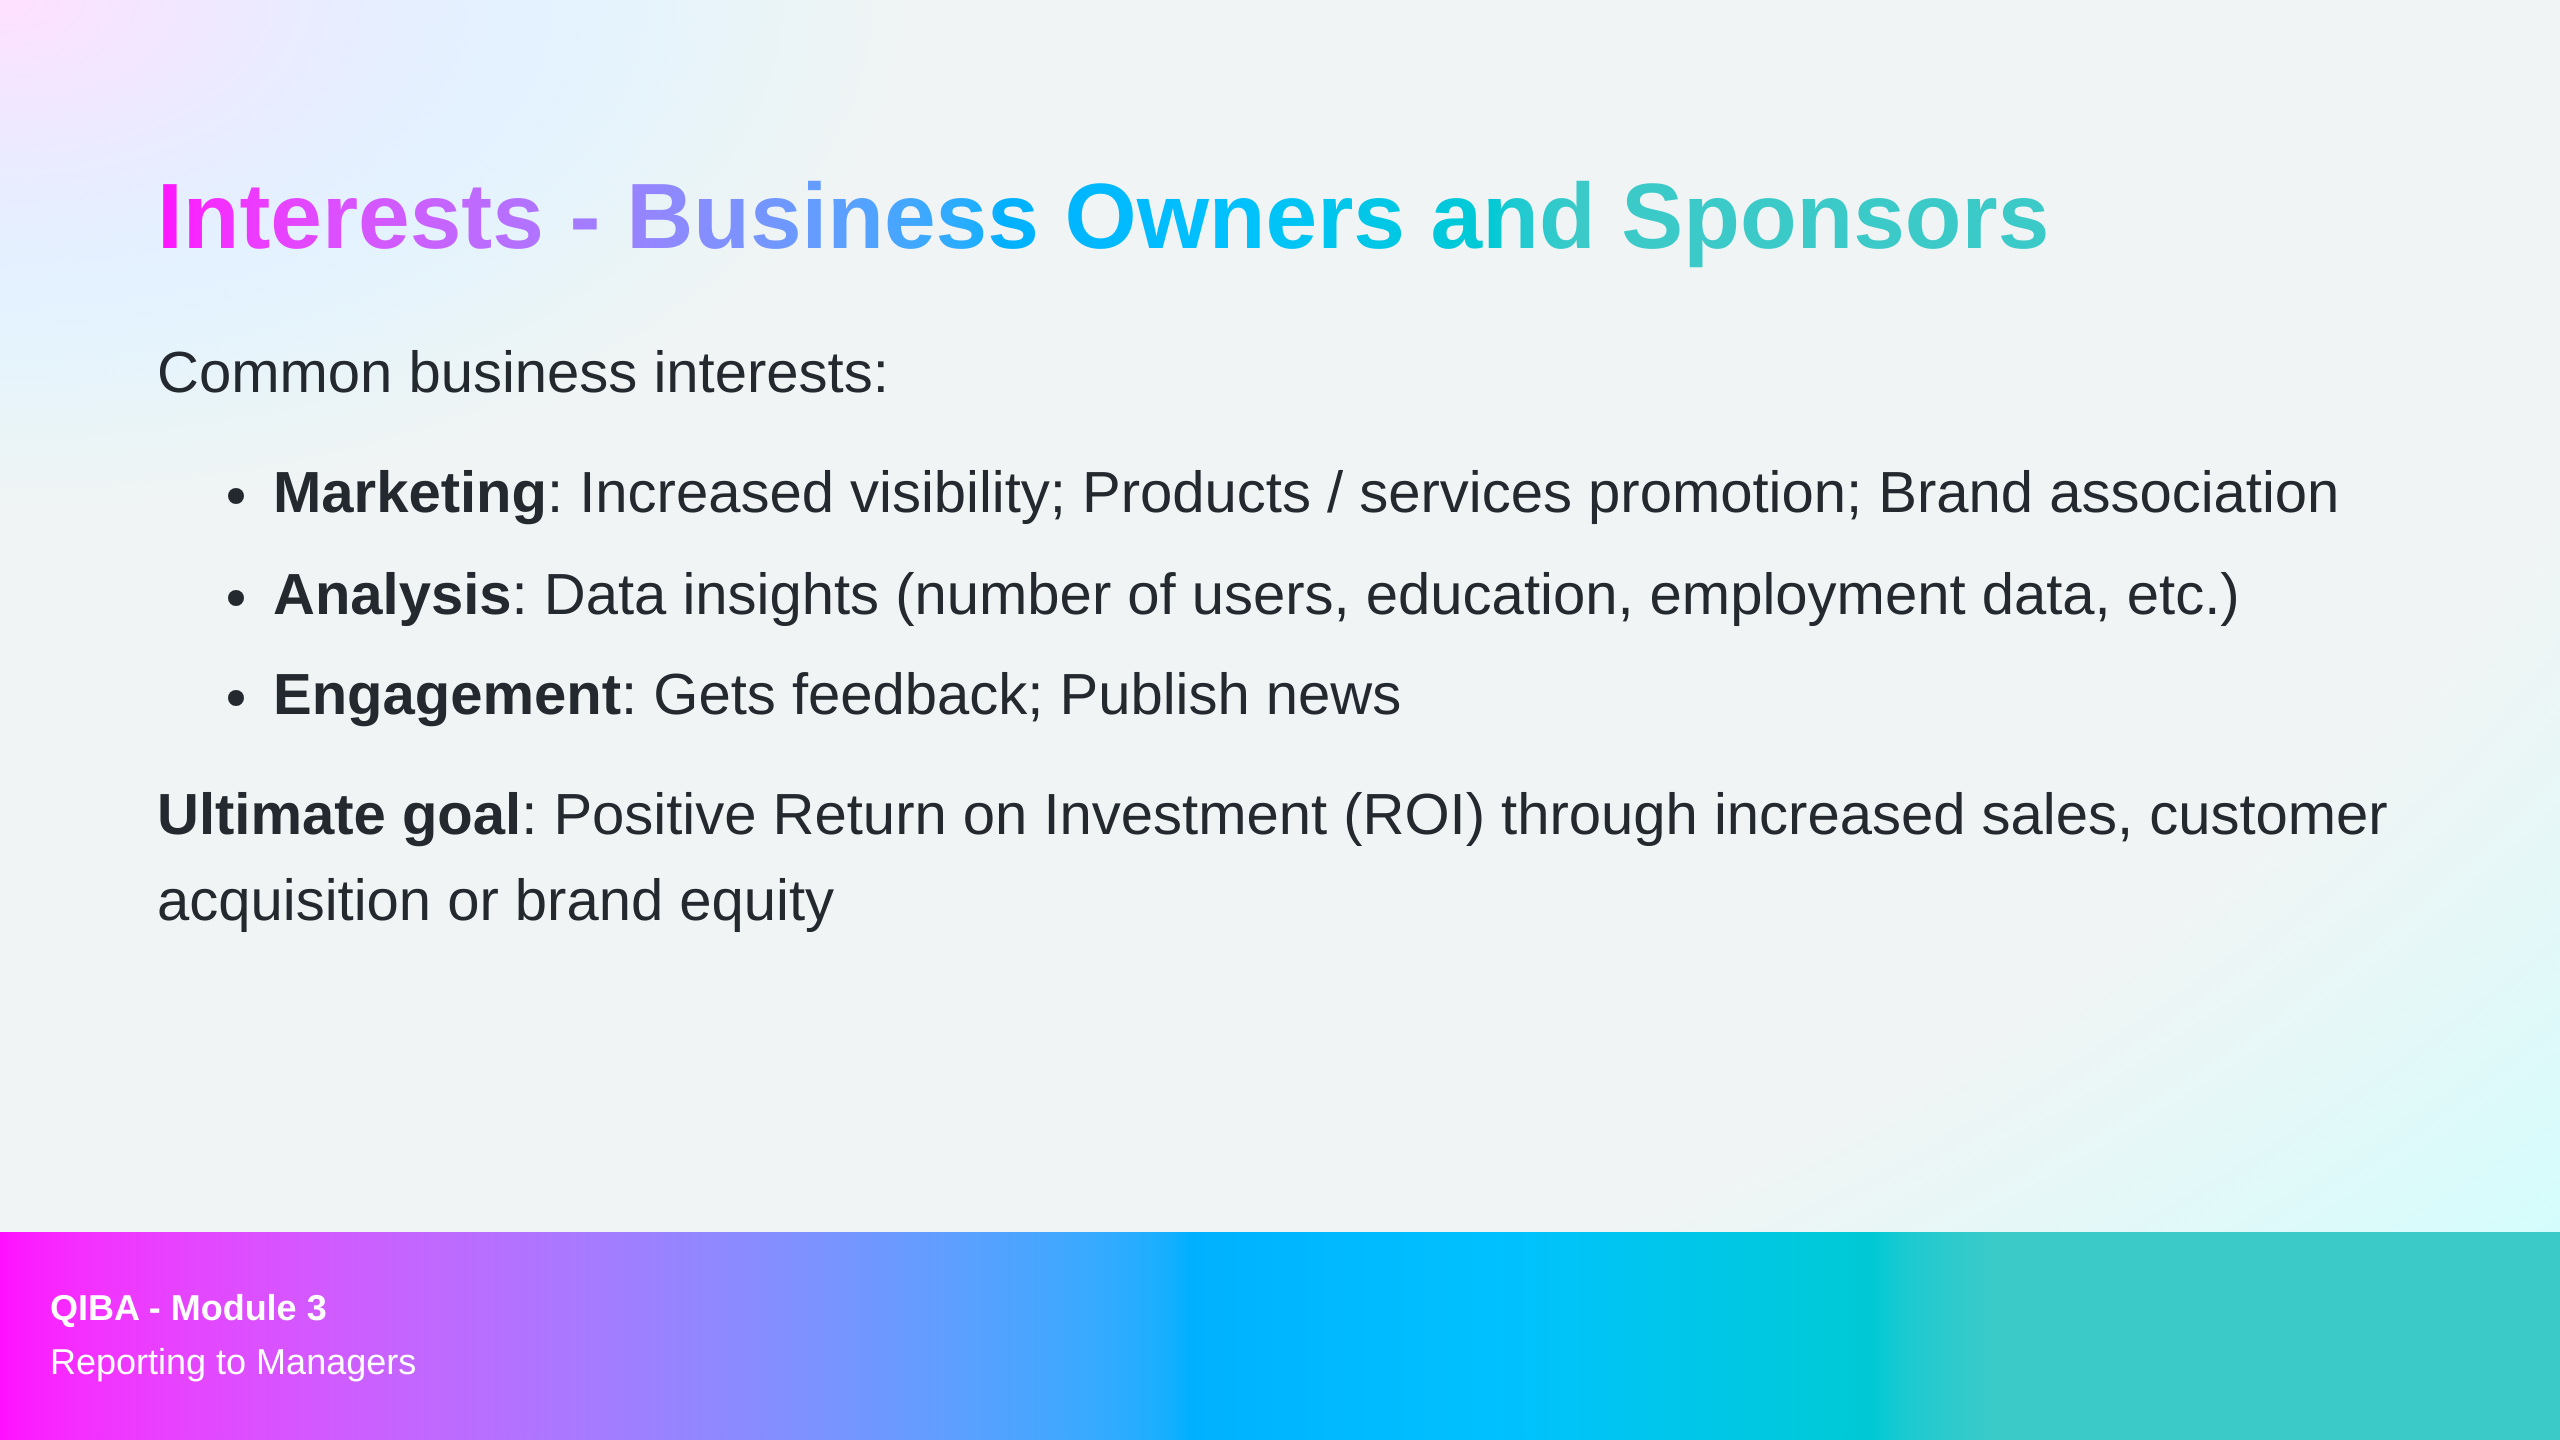 Interests - Business Owners and Sponsors
Common business interests:
• Marketing: Increased visibility; Products / services promotion; Brand association
• Analysis: Data insights (number of users, education, employment data, etc.)
• Engagement: Gets feedback; Publish news
Ultimate goal: Positive Return on Investment (ROI) through increased sales, customer
acquisition or brand equity
QIBA - Module 3
Reporting to Managers